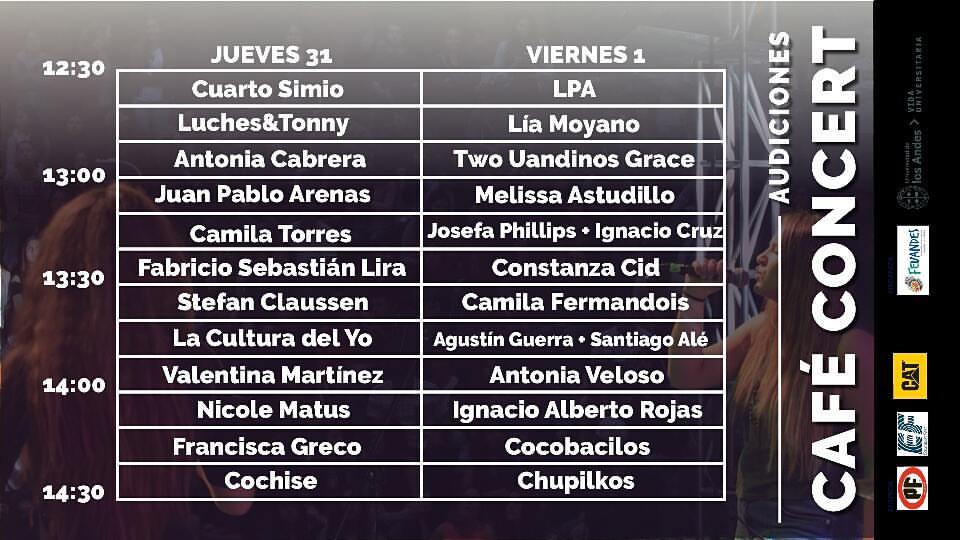 JUEVES 31 VIERNES 1
12:30
Cuarto Simio LPA
Luches&Tonny Lía Moyano
Antonia Cabrera Two Uandinos Grace
13:00
Juan Pablo Arenas Melissa Astudillo
Camila Torres Josefa Phillips + Ignacio Cruz
Fabricio Sebastián Lira Constanza Cid
13:30
Stefan Claussen Camila Fermandois
La Cultura del Yo Agustín Guerra + Santiago Alé
Valentina Martínez Antonia Veloso
14:00
Nicole Matus Ignacio Alberto Rojas
Francisca Greco Cocobacilos
Cochise Chupilkos
14:30
AUDICIONES
CAFÉ CONCERT
Universidad de
los Andes > VIDA
UNIVERSITARIA
FEUANDES
CAT
EF
PF